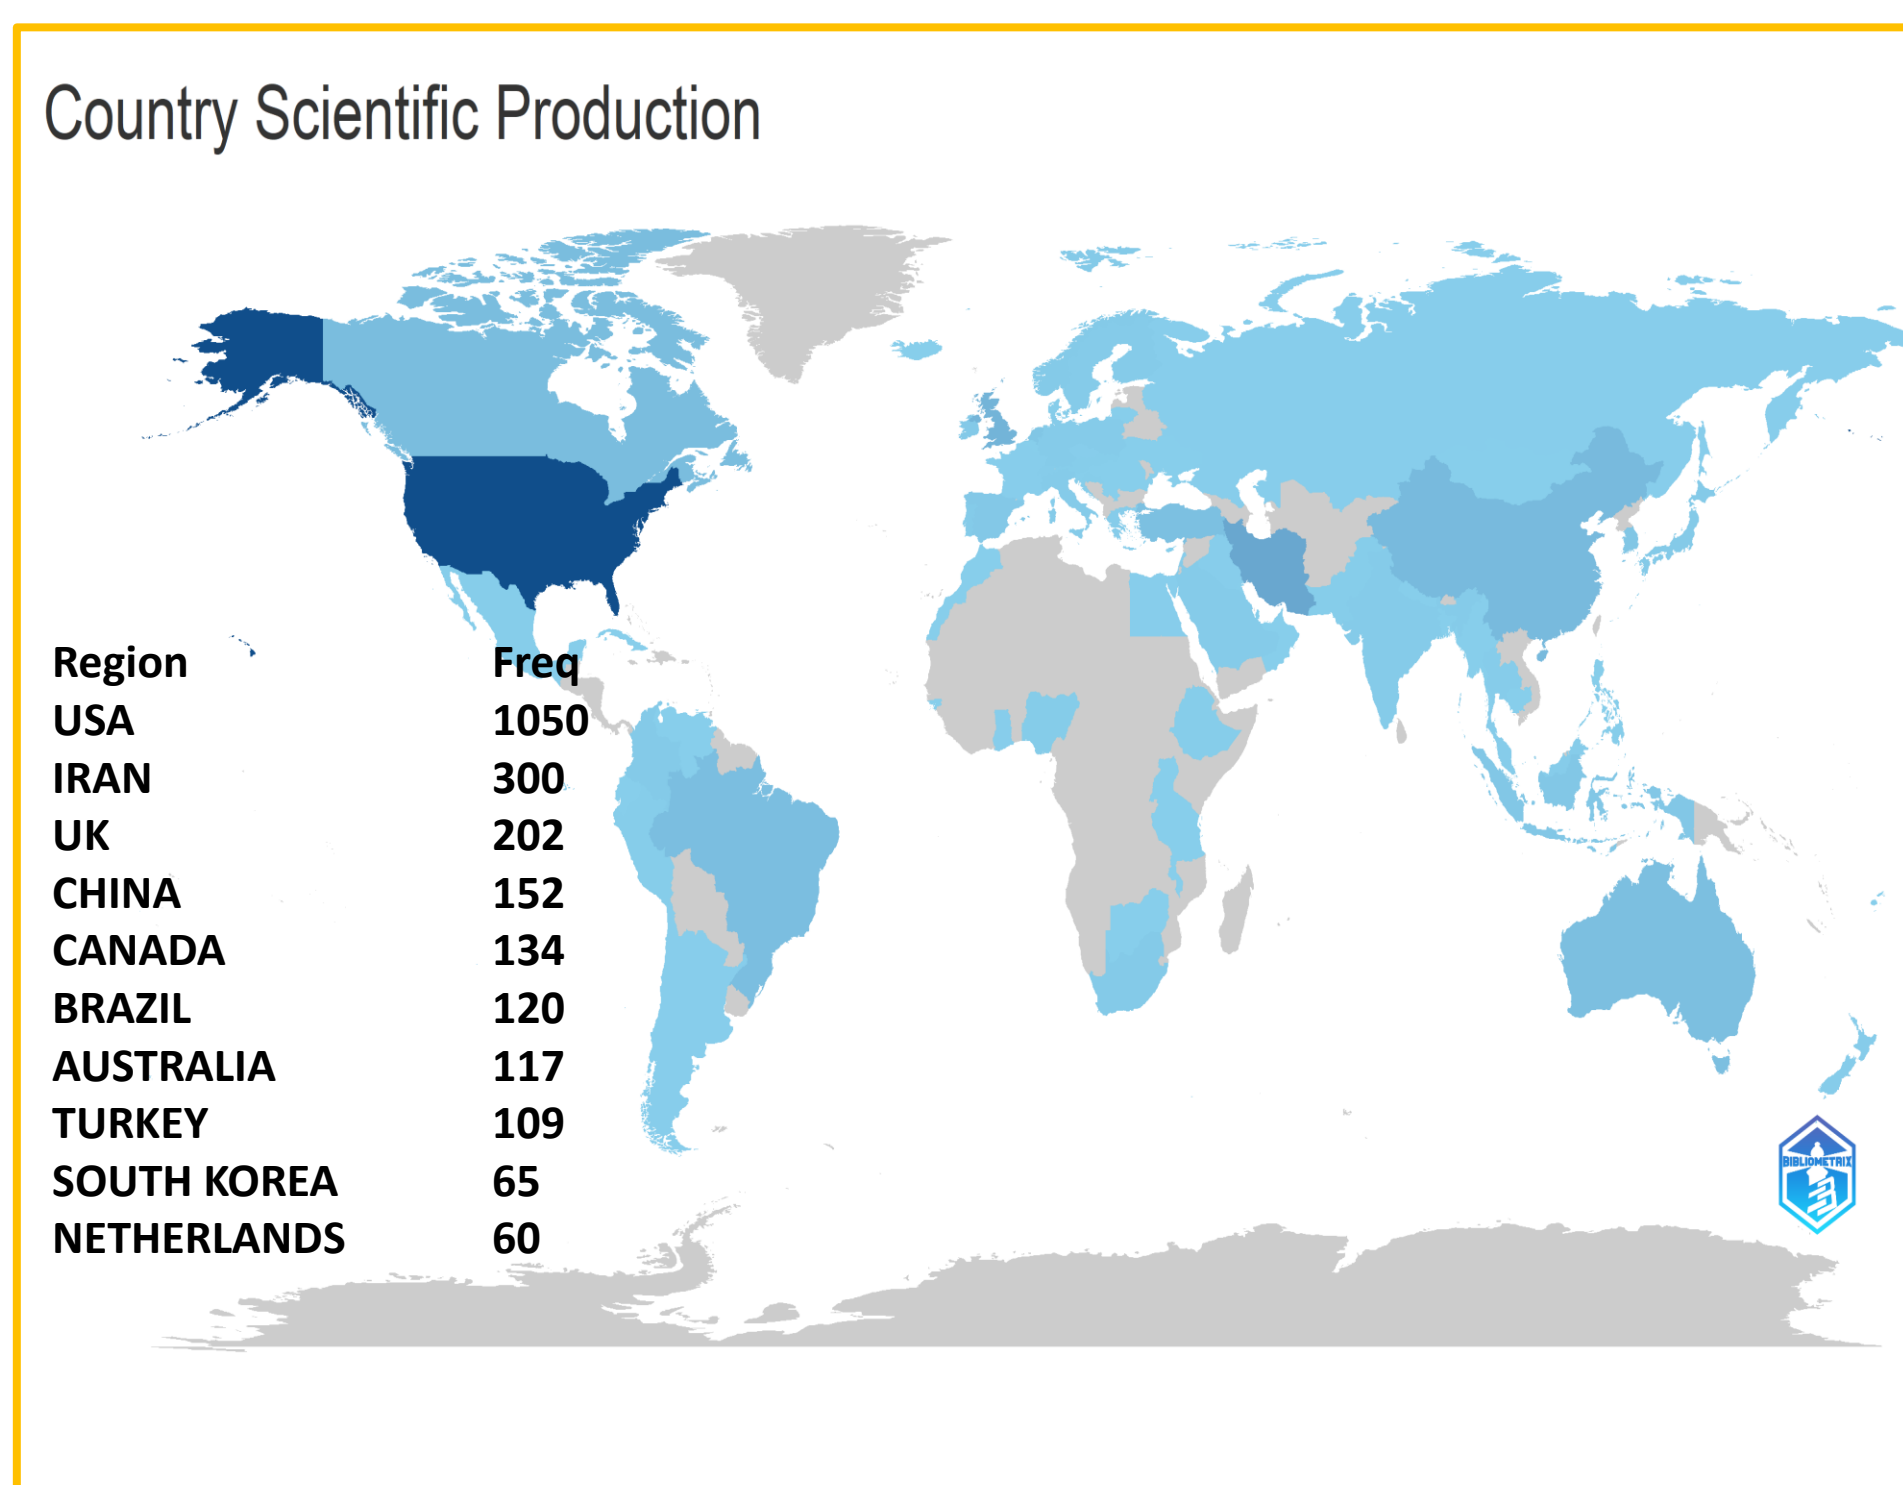 Country Scientific Production
Region Freq
USA 1050
IRAN 300
UK 202
CHINA 152
CANADA 134
BRAZIL 120
AUSTRALIA 117
TURKEY 109
SOUTH KOREA 65
NETHERLANDS 60
BIBLIOMETRIX